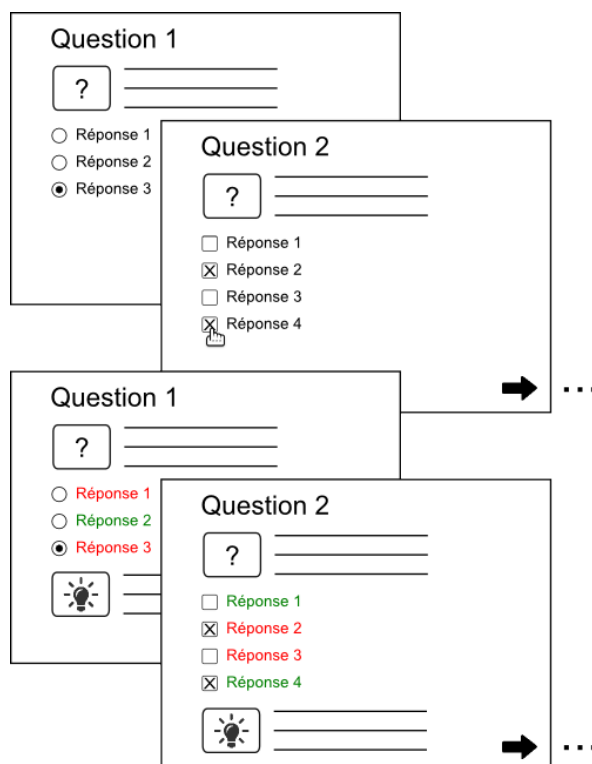 Question 1
?
Réponse 1
Réponse 2
Réponse 3
Question 2
?
Réponse 1
Réponse 2
Réponse 3
Réponse 4
...
Question 1
?
Réponse 1
Réponse 2
Réponse 3
Question 2
?
Réponse 1
Réponse 2
Réponse 3
Réponse 4
...